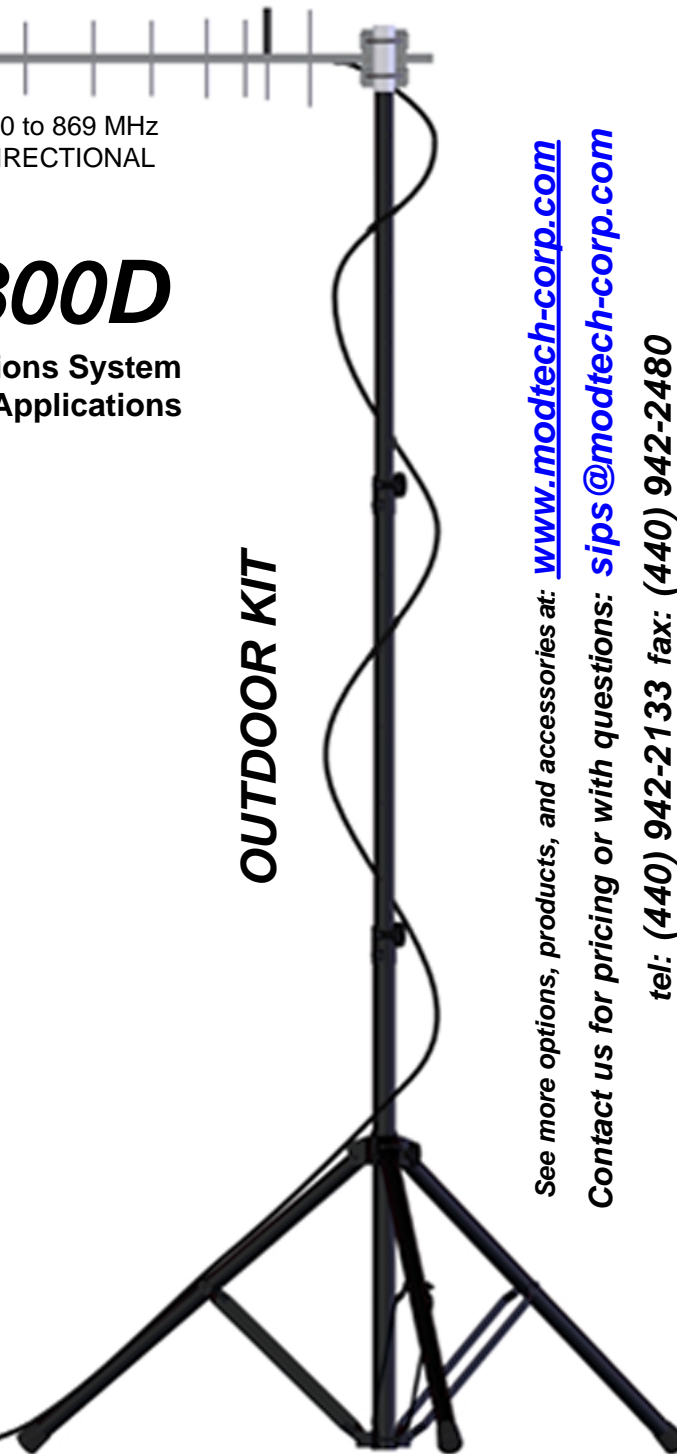 0 to 869 MHz
IRECTIONAL
800D
ions System
Applications
OUTDOOR KIT
See more options, products, and accessories at: www.modtech-corp.com
Contact us for pricing or with questions: sips@modtech-corp.com
tel: (440) 942-2133 fax: (440) 942-2480